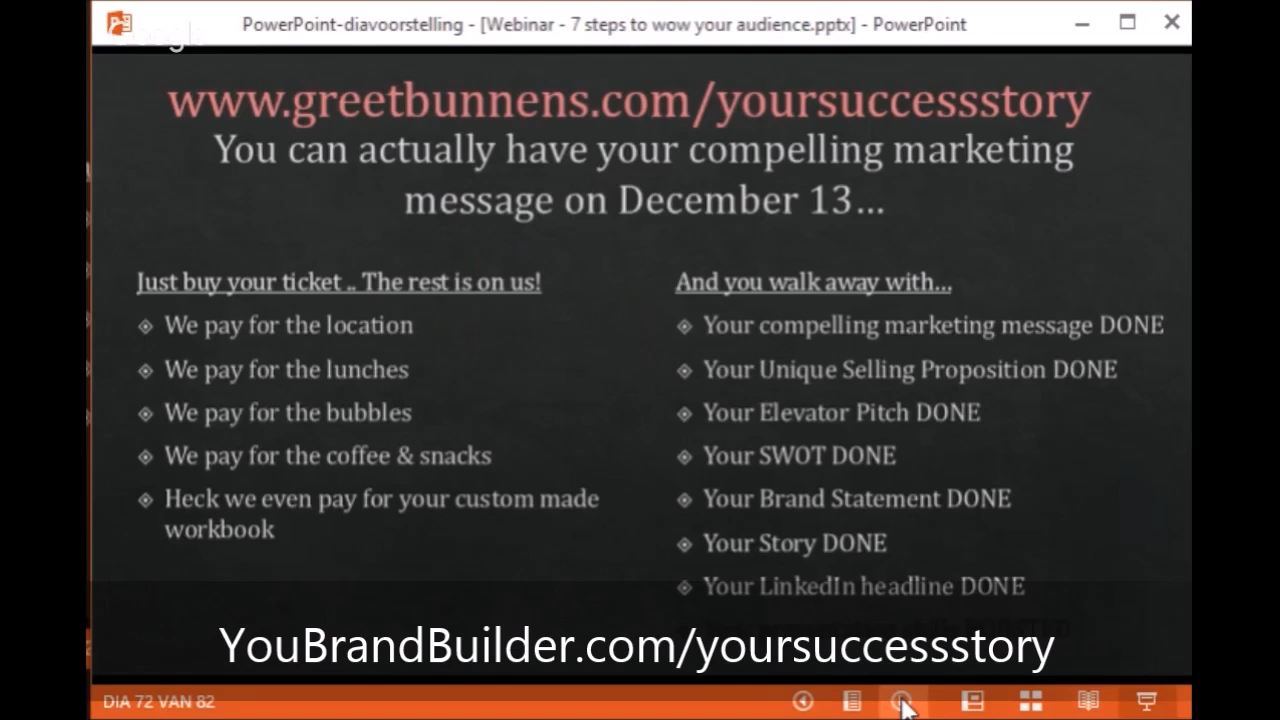 PowerPoint-diavoorstelling - [Webinar - 7 steps to wow your audience.pptx] - PowerPoint
www.greetbunnens.com/yoursuccessstory
You can actually have your compelling marketing
message on December 13...
Just buy your ticket .. The rest is on us!
We pay for the location
We pay for the lunches
We pay for the bubbles
We pay for the coffee & snacks
Heck we even pay for your custom made
workbook
And you walk away with...
Your compelling marketing message DONE
Your Unique Selling Proposition DONE
Your Elevator Pitch DONE
Your SWOT DONE
Your Brand Statement DONE
Your Story DONE
Your LinkedIn headline DONE
YouBrandBuilder.com/yoursuccessstory
DIA 72 VAN 82